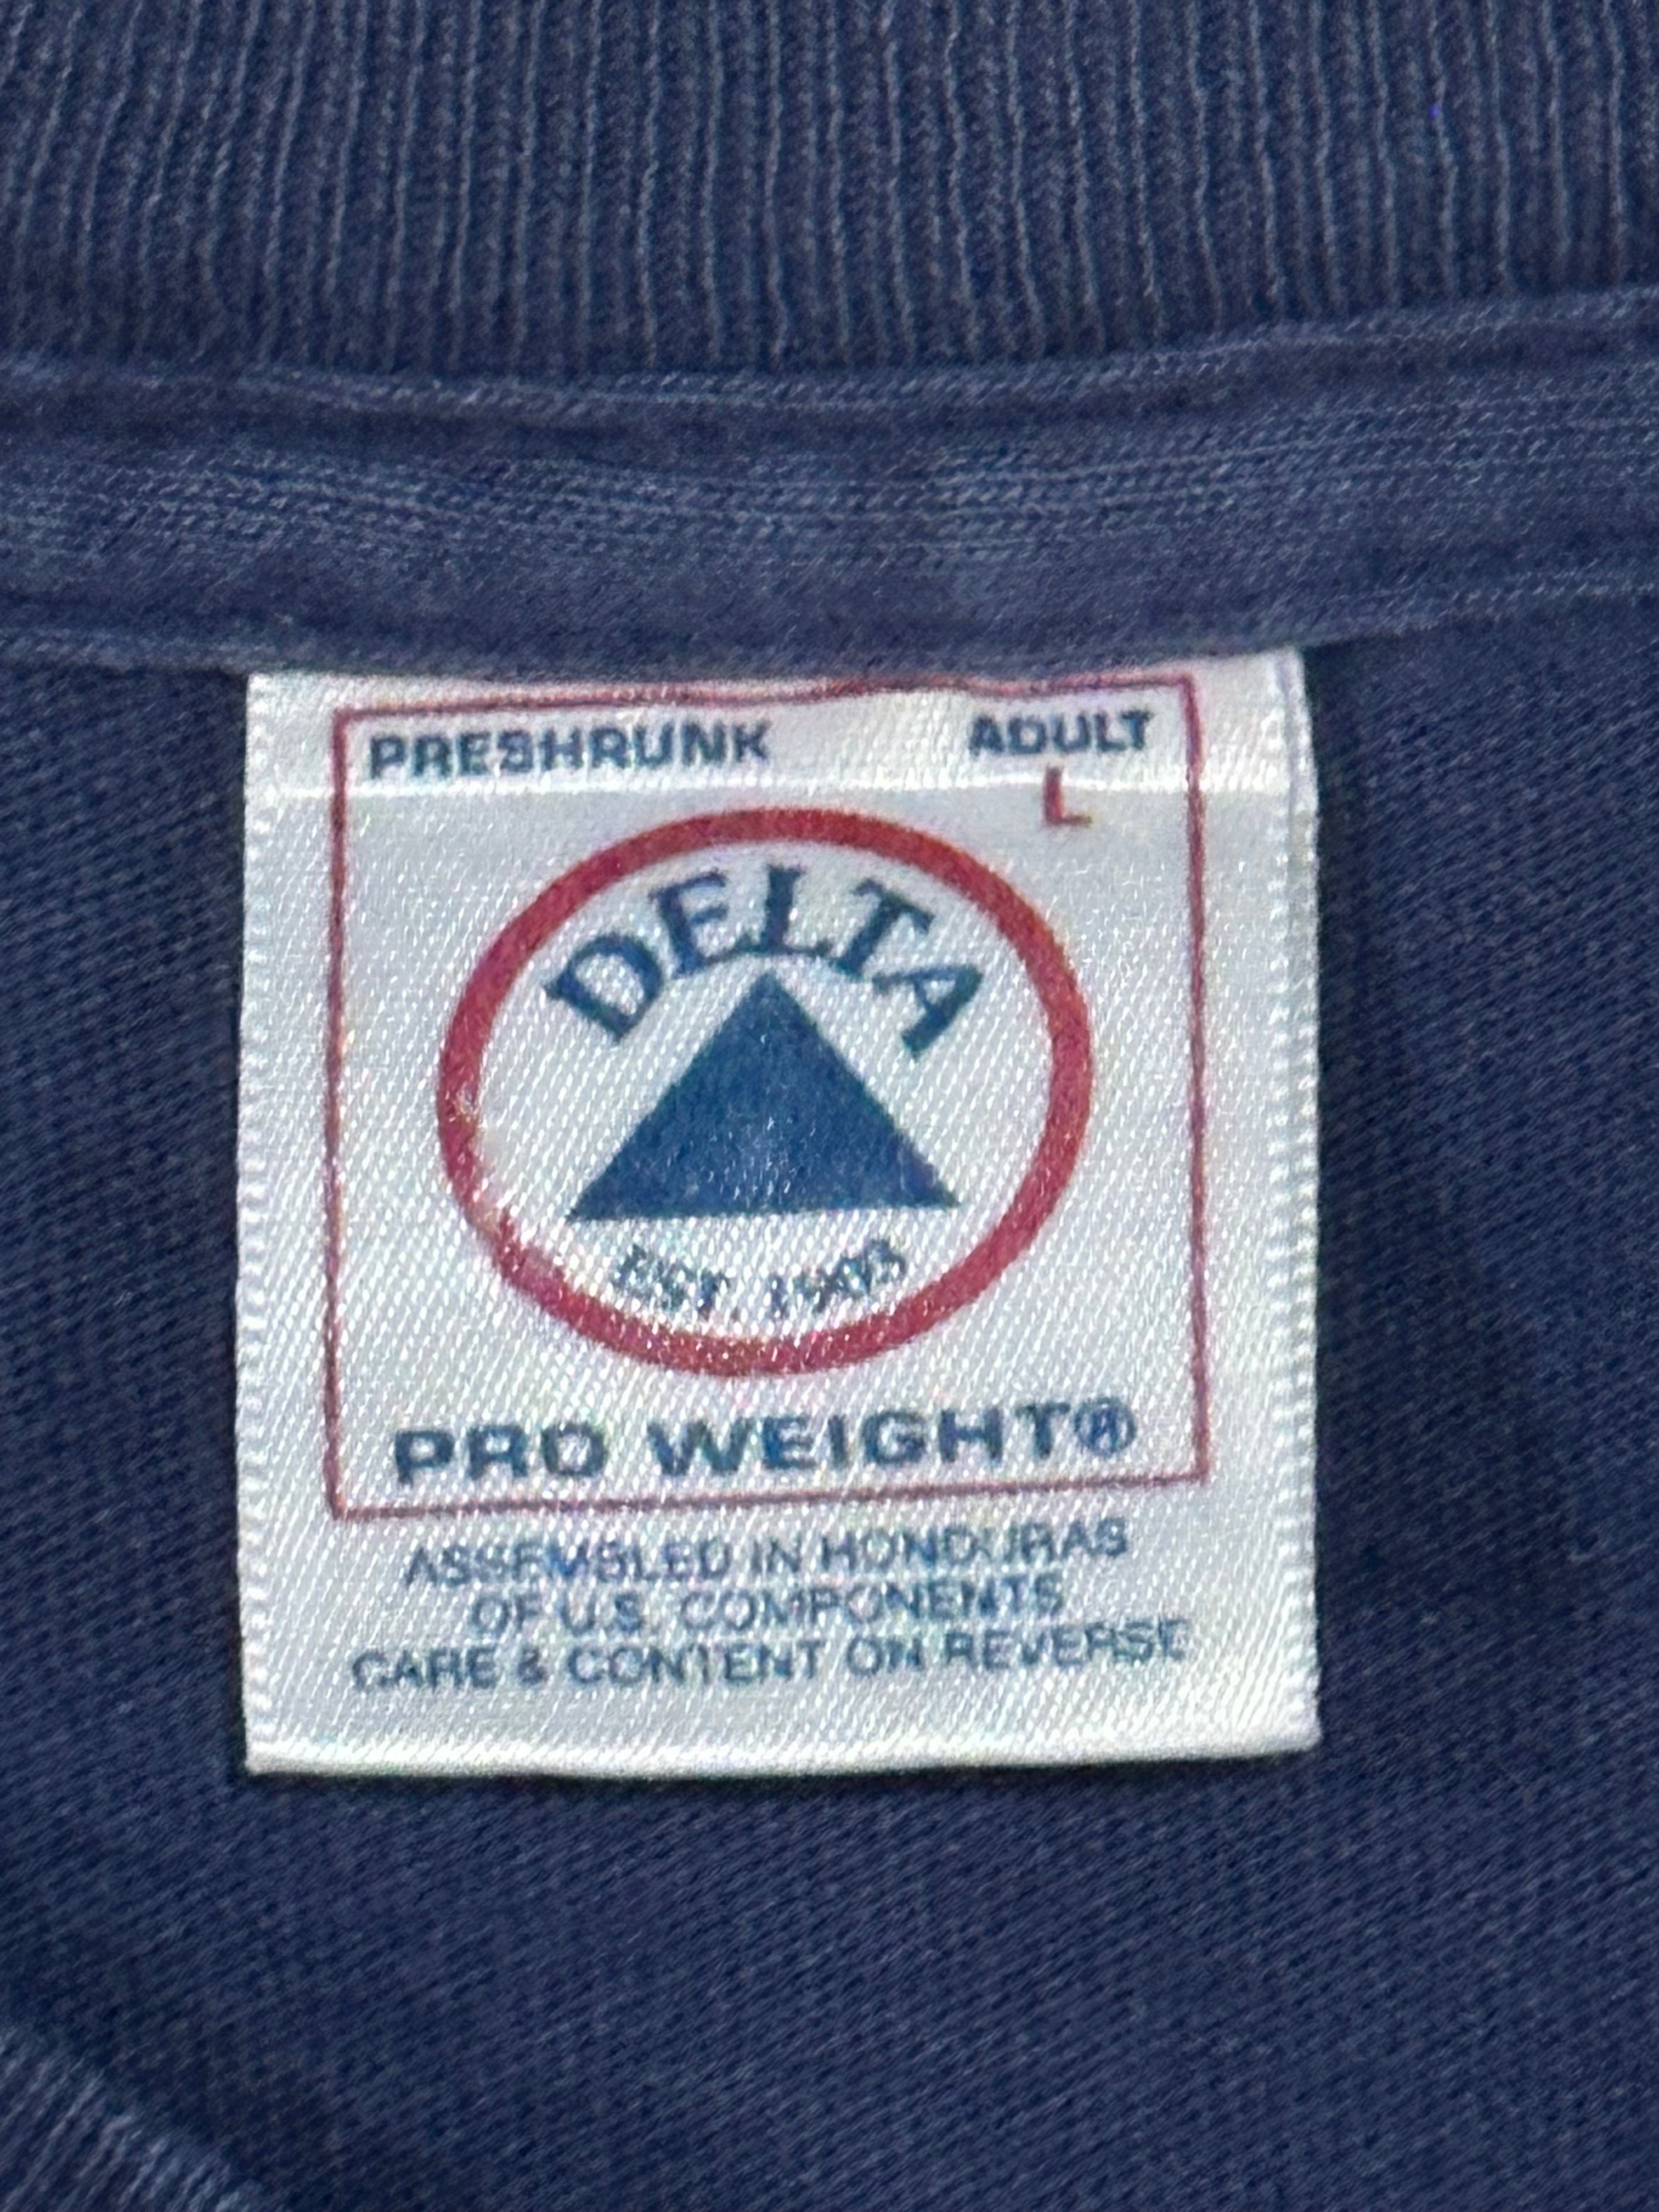 PRESHRUNK ADULT
L
DELTA
EST. 1903
PRO WEIGHT®
ASSEMBLED IN HONDURAS
OF U.S. COMPONENTS
CARE & CONTENT ON REVERSE